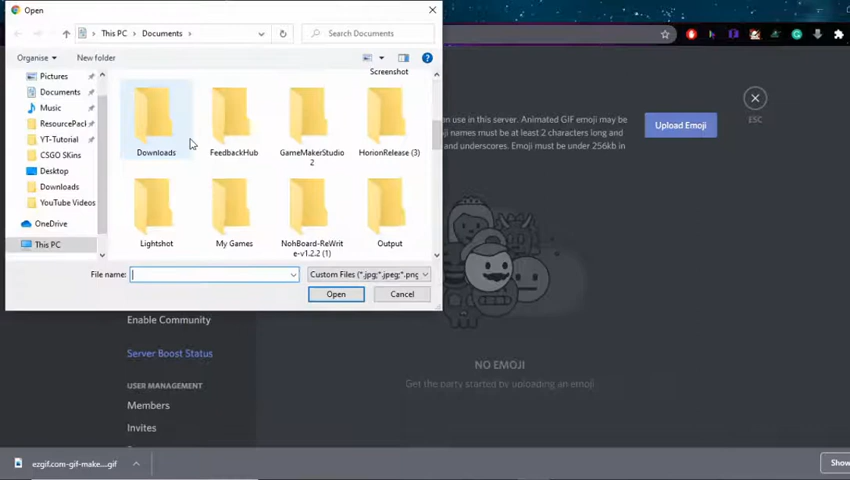 Open
This PC
Documents
Search Documents
Organise
New folder
Pictures
Documents
Music
ResourcePack
YT-Tutorial
CSGO SKins
Desktop
Downloads
YouTube Videos
OneDrive
This PC
Screenshot
Downloads
FeedbackHub
GameMakerStudio
2
HorionRelease (3)
Lightshot
My Games
NohBoard-ReWrit
e-v1.2.2 (1)
Output
File name:
Custom Files (*.jpg;*.jpeg;*.png
Open
Cancel
can use in this server. Animated GIF emoji may be
names must be at least 2 characters long and
and underscores. Emoji must be under 256kb in
Upload Emoji
ESC
NO EMOJI
Get the party started by uploading an emoji
Enable Community
Server Boost Status
USER MANAGEMENT
Members
Invites
ezgif.com-gif-make....gif
Show